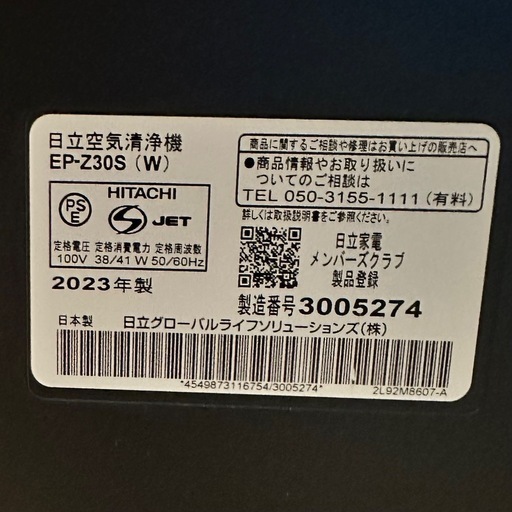 日立空気清浄機
EP-Z30S (W)
PS
E
HITACHI
JET
定格電圧 定格消費電力 定格周波数
100V 38/41 W 50/60Hz
2023年製
商品に関するご相談や修理はお買い上げの販売店へ
●商品情報やお取り扱いに
ついてのご相談は
TEL 050-3155-1111 (有料)
詳しくは取扱説明書をご参照ください。
日立家電
メンバーズクラブ
製品登録
製造番号 3005274
日本製 日立グローバルライフソリューションズ(株)
*4549873116754/3005274*
2L92M8607-A